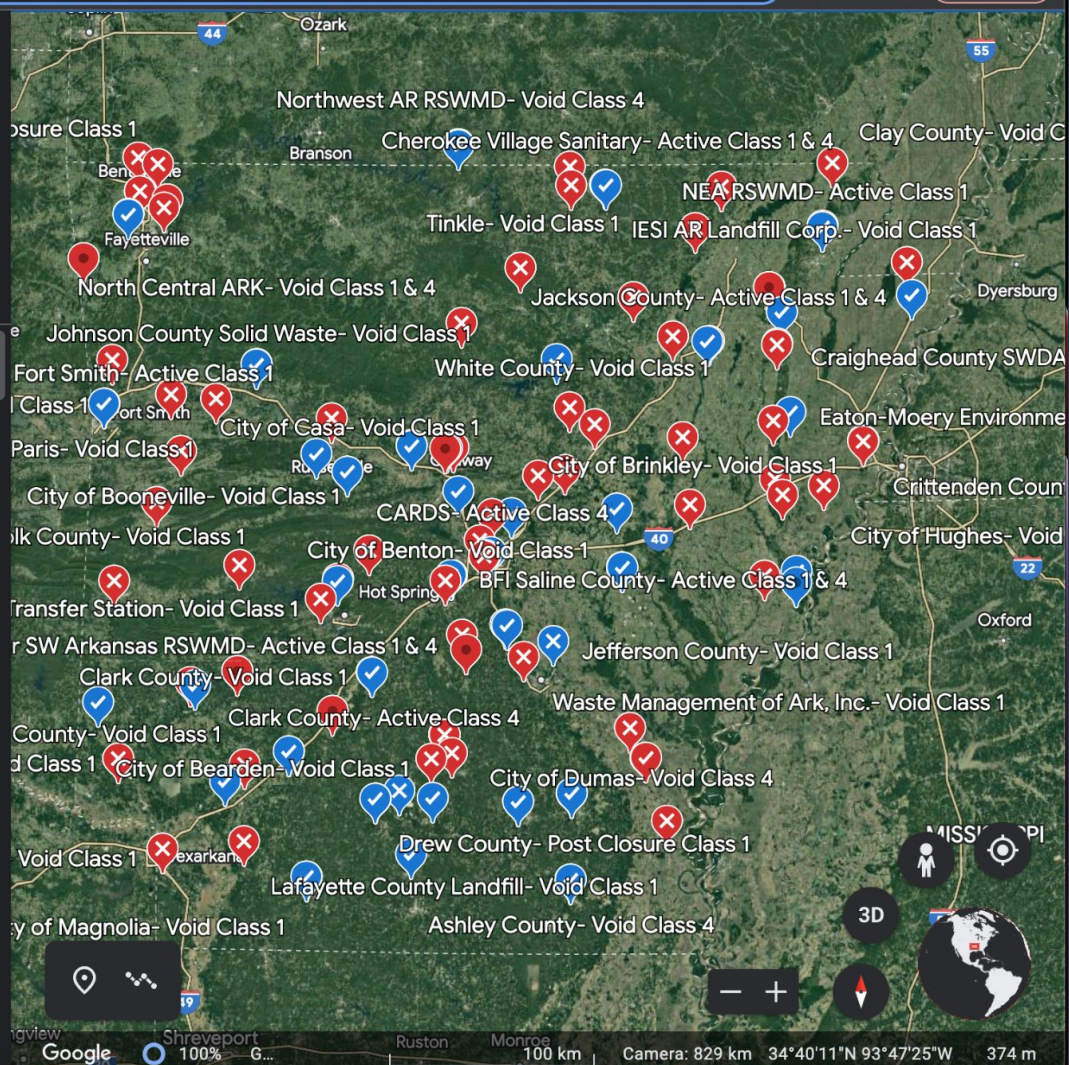 44
Ozark
55
Northwest AR RSWMD- Void Class 4
osure Class 1
Cherokee Village Sanitary- Active Class 1 & 4
Clay County- Void C
Branson
NEA RSWMD- Active Class 1
Tinkle- Void Class 1
IESI AR Landfill Corp.- Void Class 1
Fayetteville
North Central ARK- Void Class 1 & 4
Jackson County- Active Class 1 & 4
Dyersburg
Johnson County Solid Waste- Void Class 1
White County- Void Class 1
Craighead County SWDA
Fort Smith- Active Class 1
l Class 1
ort Smith
City of Casa- Void Class 1
Eaton-Moery Environme
Paris- Void Class 1
way
City of Brinkley- Void Class 1
City of Booneville- Void Class 1
Crittenden Coun
CARDS- Active Class 4
olk County- Void Class 1
City of Benton- Void Class 1
40
City of Hughes- Void
22
BFI Saline County- Active Class 1 & 4
Hot Spring
Transfer Station- Void Class 1
Oxford
r SW Arkansas RSWMD- Active Class 1 & 4
Jefferson County- Void Class 1
Clark County- Void Class 1
Waste Management of Ark, Inc.- Void Class 1
Clark County- Active Class 4
County- Void Class 1
d Class 1
City of Bearden- Void Class 1
City of Dumas- Void Class 4
Drew County- Post Closure Class 1
Void Class 1
exarkan
Lafayette County Landfill- Void Class 1
ty of Magnolia- Void Class 1
Ashley County- Void Class 4
3D
49
ngview
Shreveport
Ruston
Monroe
Google
100%
G...
100 km
Camera: 829 km
34°40'11"N 93°47'25"W
374 m